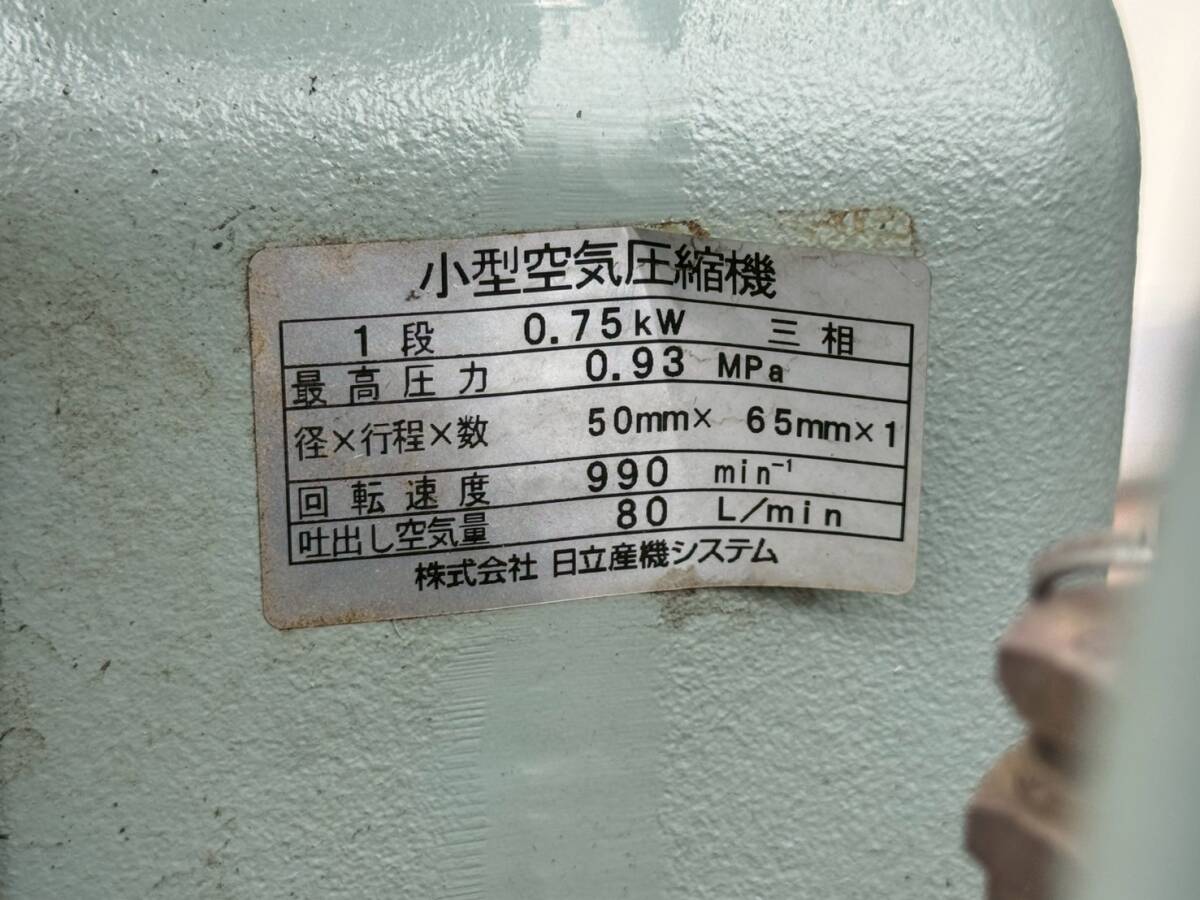 小型空気圧縮機
1段 0.75kW 三相
最高圧力 0.93 MPa
径×行程×数 50mm× 65mm×1
回転速度 990 min⁻¹
吐出し空気量 80 L/min
株式会社 日立産機システム